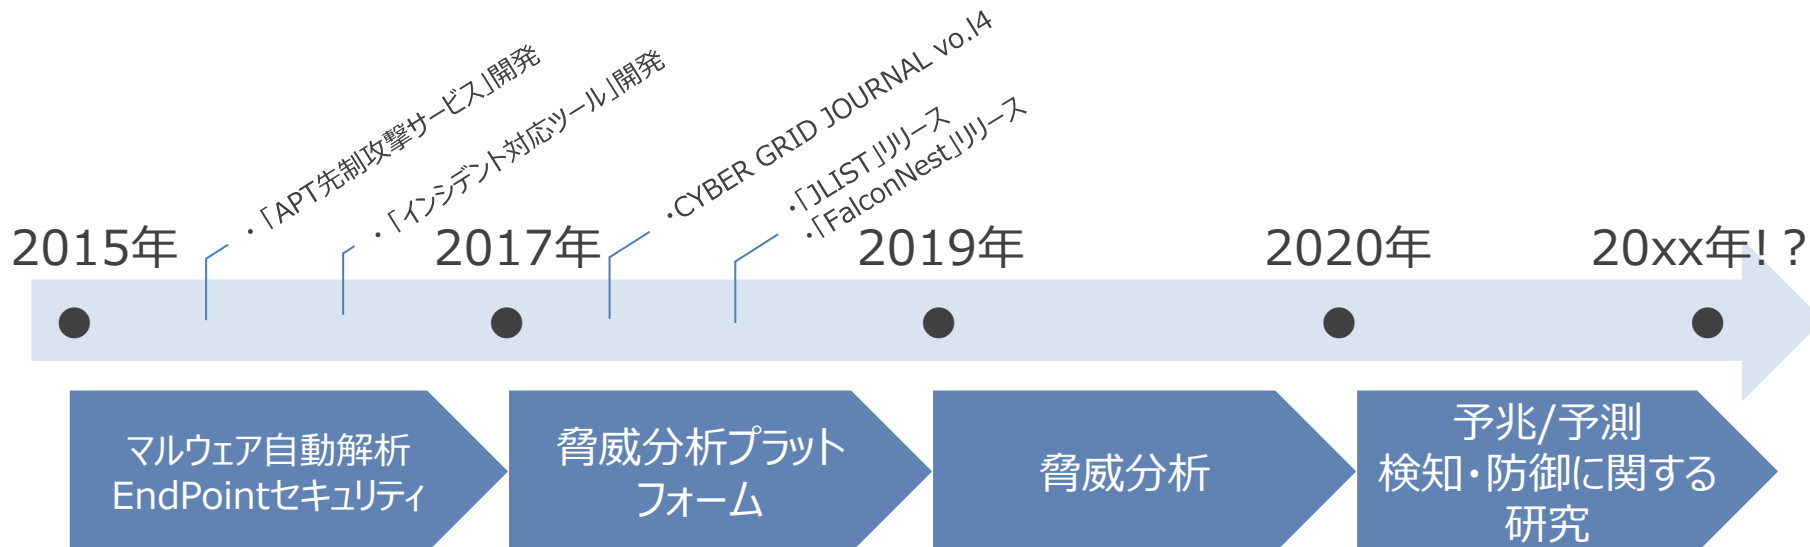 ・「APT先制攻撃サービス」開発
・「インシデント対応ツール」開発
・CYBER GRID JOURNAL vo.l4
・「JLIST」リリース
・「FalconNest」リリース
2015年
2017年
2019年
2020年
20xx年!?
マルウェア自動解析
EndPointセキュリティ
脅威分析プラット
フォーム
脅威分析
予兆/予測
検知・防御に関する
研究